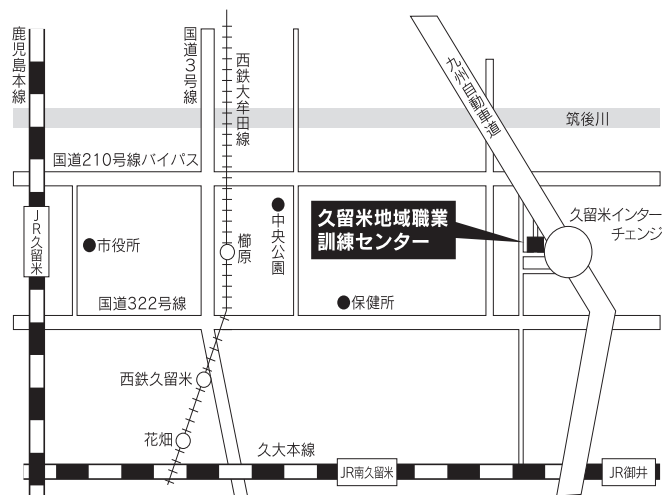 鹿児島本線
国道3号線
西鉄大牟田線
九州自動車道
筑後川
国道210号線バイパス
JR久留米
市役所
櫛原
中央公園
久留米地域職業
訓練センター
久留米インター
チェンジ
国道322号線
保健所
西鉄久留米
花畑
久大本線
JR南久留米
JR御井